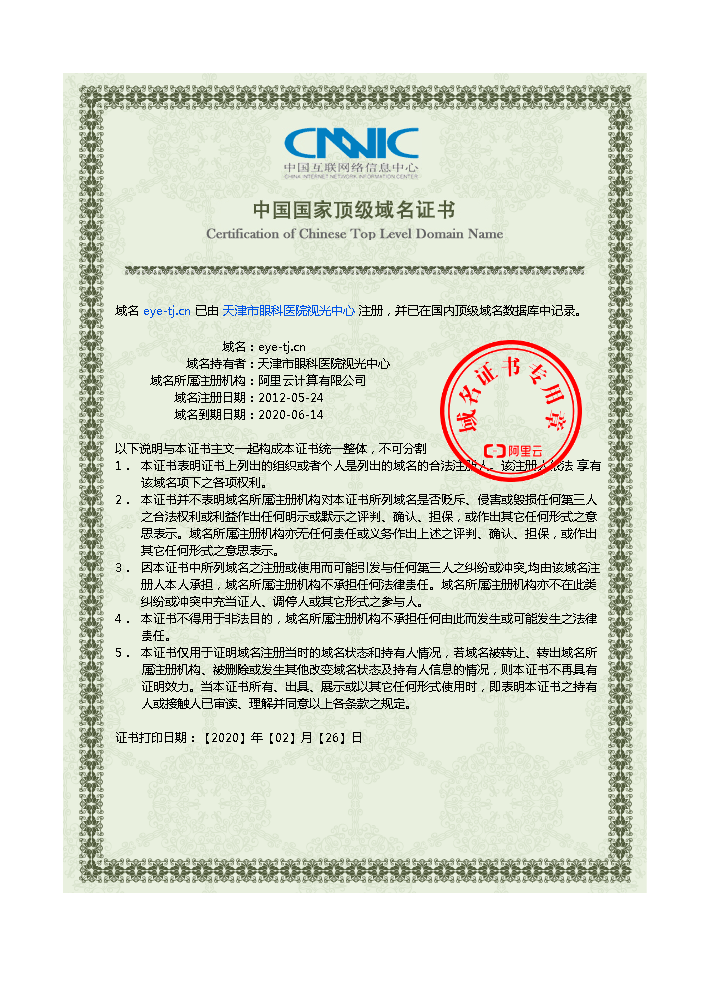 CNNIC
中国互联网络信息中心
CHINA INTERNET NETWORK INFORMATION CENTER
中国国家顶级域名证书
Certification of Chinese Top Level Domain Name
域名 eye-tj.cn 已由 天津市眼科医院视光中心 注册，并已在国内顶级域名数据库中记录。
域名：eye-tj.cn
域名持有者：天津市眼科医院视光中心
域名所属注册机构：阿里云计算有限公司
域名注册日期：2012-05-24
域名到期日期：2020-06-14
域名证书专用章
阿里云
以下说明与本证书主文一起构成本证书统一整体，不可分割
1． 本证书表明证书上列出的组织或者个人是列出的域名的合法注册人。该注册人依法 享有
该域名项下之各项权利。
2． 本证书并不表明域名所属注册机构对本证书所列域名是否贬斥、侵害或毁损任何第三人
之合法权利或利益作出任何明示或默示之评判、确认、担保，或作出其它任何形式之意
思表示。域名所属注册机构亦无任何责任或义务作出上述之评判、确认、担保，或作出
其它任何形式之意思表示。
3． 因本证书中所列域名之注册或使用而可能引发与任何第三人之纠纷或冲突,均由该域名注
册人本人承担，域名所属注册机构不承担任何法律责任。域名所属注册机构亦不在此类
纠纷或冲突中充当证人、调停人或其它形式之参与人。
4． 本证书不得用于非法目的，域名所属注册机构不承担任何由此而发生或可能发生之法律
责任。
5． 本证书仅用于证明域名注册当时的域名状态和持有人情况，若域名被转让、转出域名所
属注册机构、被删除或发生其他改变域名状态及持有人信息的情况，则本证书不再具有
证明效力。当本证书所有、出具、展示或以其它任何形式使用时，即表明本证书之持有
人或接触人已审读、理解并同意以上各条款之规定。
证书打印日期：【2020】年【02】月【26】日